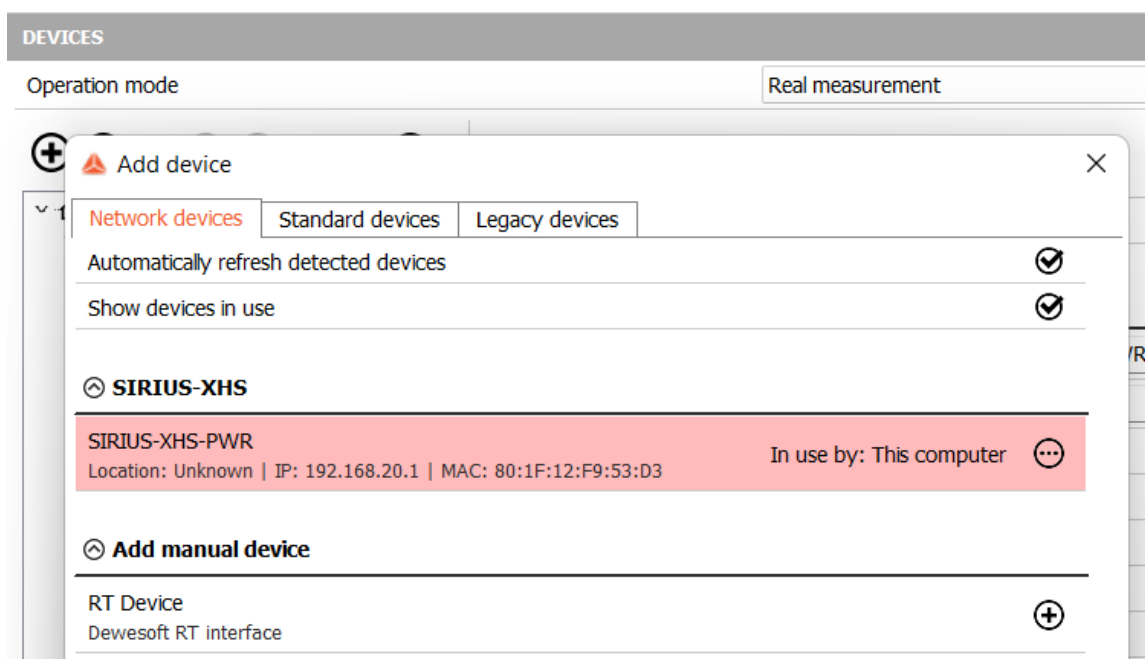 DEVICES
Operation mode
Real measurement
Add device
Network devices
Standard devices
Legacy devices
Automatically refresh detected devices
Show devices in use
SIRIUS-XHS
SIRIUS-XHS-PWR
In use by: This computer
Location: Unknown | IP: 192.168.20.1 | MAC: 80:1F:12:F9:53:D3
Add manual device
RT Device
Dewesoft RT interface